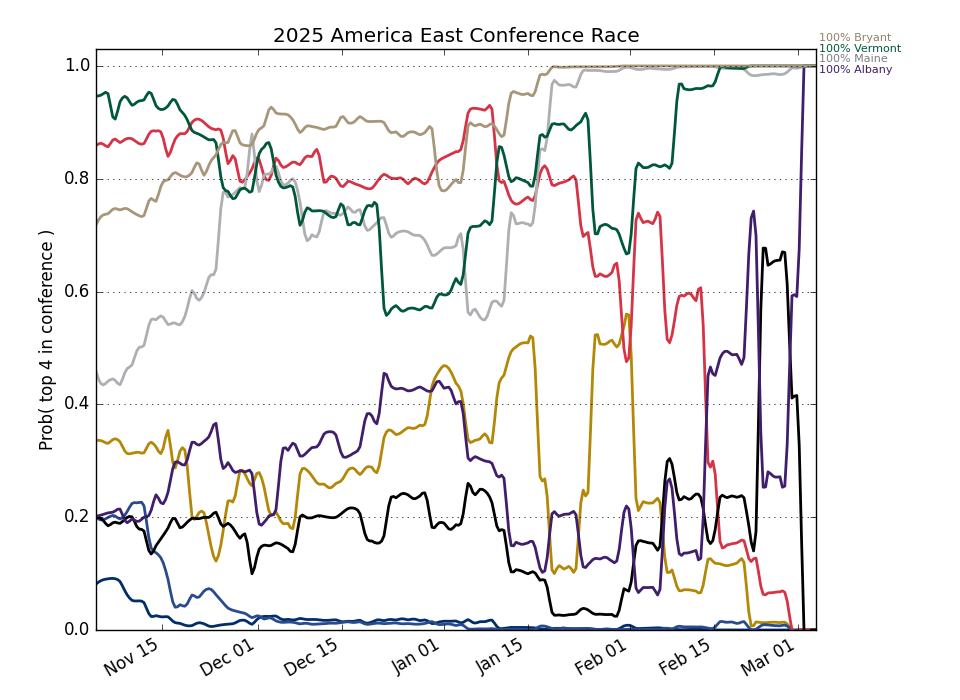 2025 America East Conference Race
100% Bryant
100% Vermont
100% Maine
100% Albany
Prob( top 4 in conference )
1.0
0.8
0.6
0.4
0.2
0.0
Nov 15
Dec 01
Dec 15
Jan 01
Jan 15
Feb 01
Feb 15
Mar 01